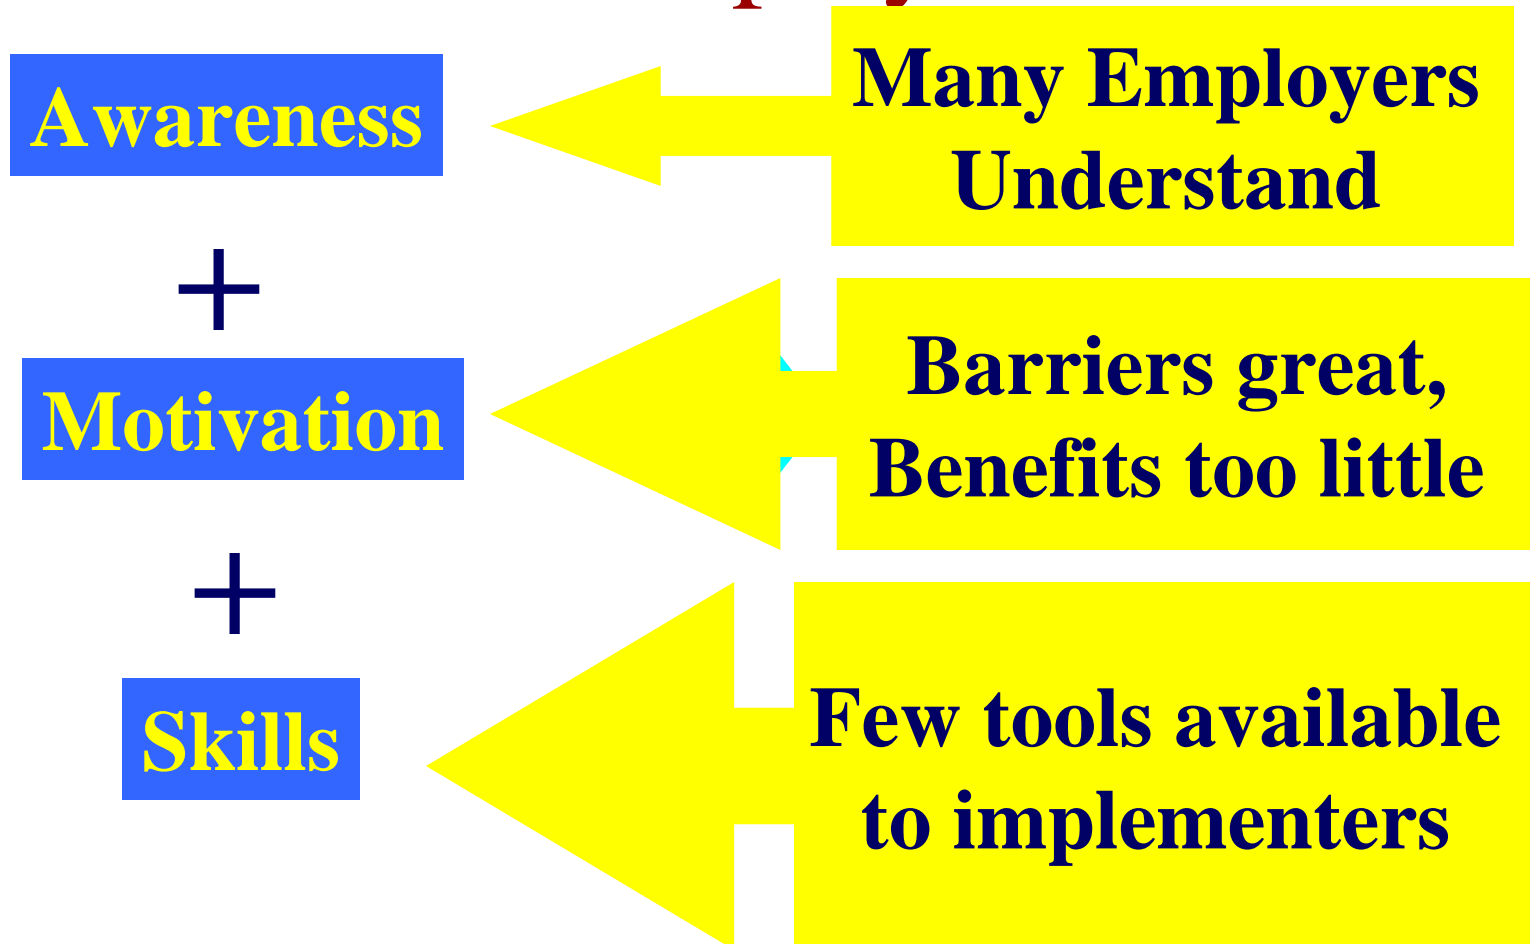 Awareness
Many Employers
Understand
+
Motivation
Barriers great,
Benefits too little
+
Skills
Few tools available
to implementers